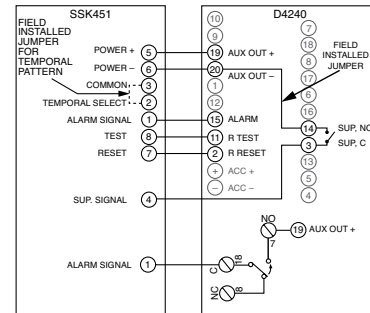 SSK451
D4240
FIELD
INSTALLED
JUMPER
FOR
TEMPORAL
PATTERN
POWER + 5
POWER – 6
COMMON 3
TEMPORAL SELECT 2
ALARM SIGNAL 1
TEST 8
RESET 7
SUP. SIGNAL 4
ALARM SIGNAL 1
10
9
19 AUX OUT +
20
AUX OUT –
1
12
15 ALARM
11 R TEST
2 R RESET
+ ACC +
– ACC –
7
18
8
17
6
16
14 SUP, NO
3 SUP, C
13
5
4
FIELD
INSTALLED
JUMPER
NO
19 AUX OUT +
7
C
18
NC
8